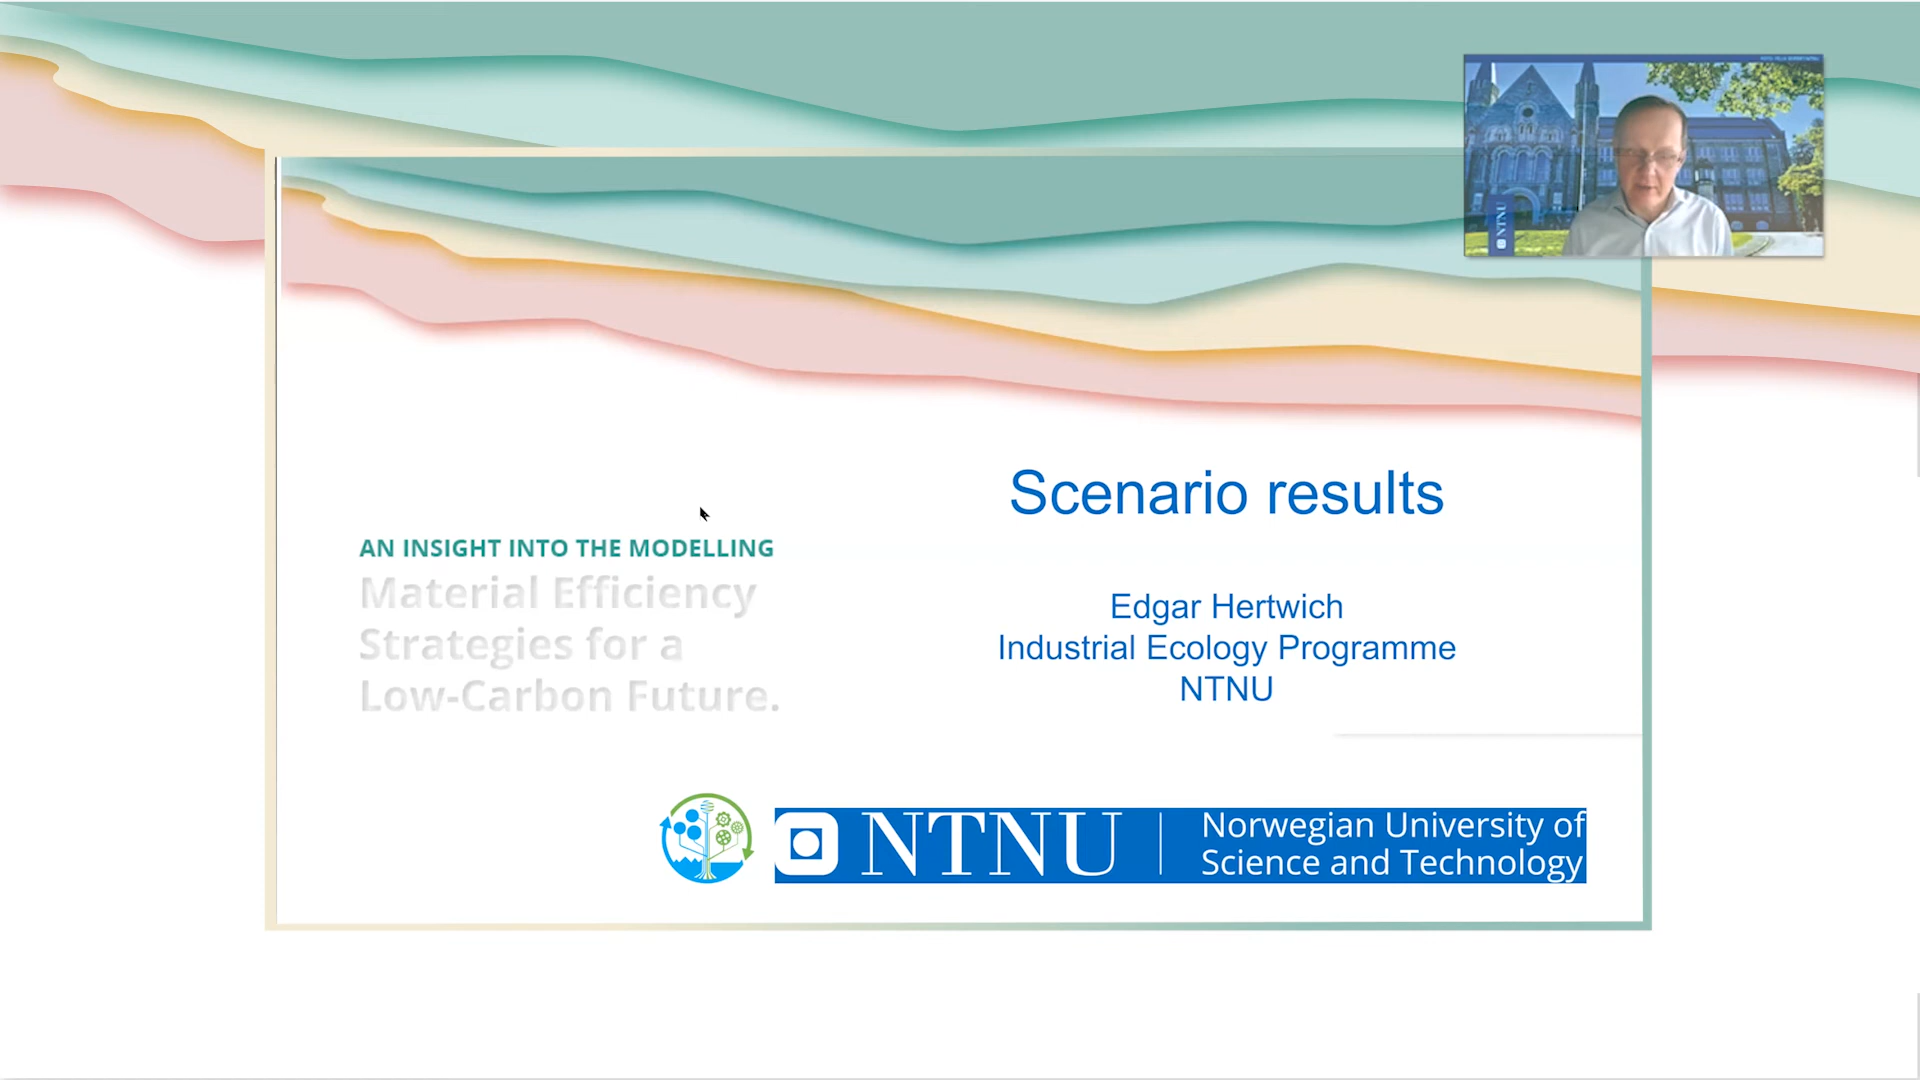 NTNU
Scenario results
AN INSIGHT INTO THE MODELLING
Material Efficiency
Strategies for a
Low-Carbon Future.
Edgar Hertwich
Industrial Ecology Programme
NTNU
NTNU
Norwegian University of
Science and Technology